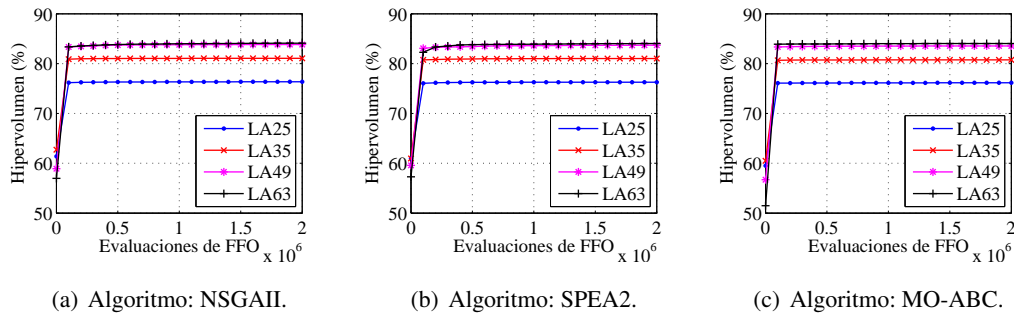 90
80
70
60
50
Hipervolumen (%)
LA25
LA35
LA49
LA63
0 0.5 1 1.5 2
Evaluaciones de FFO
x 10^6
(a) Algoritmo: NSGAII.
90
80
70
60
50
Hipervolumen (%)
LA25
LA35
LA49
LA63
0 0.5 1 1.5 2
Evaluaciones de FFO
x 10^6
(b) Algoritmo: SPEA2.
90
80
70
60
50
Hipervolumen (%)
LA25
LA35
LA49
LA63
0 0.5 1 1.5 2
Evaluaciones de FFO
x 10^6
(c) Algoritmo: MO-ABC.